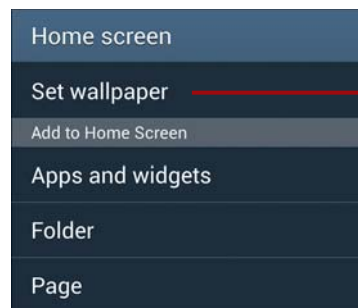 Home screen
Set wallpaper
Add to Home Screen
Apps and widgets
Folder
Page